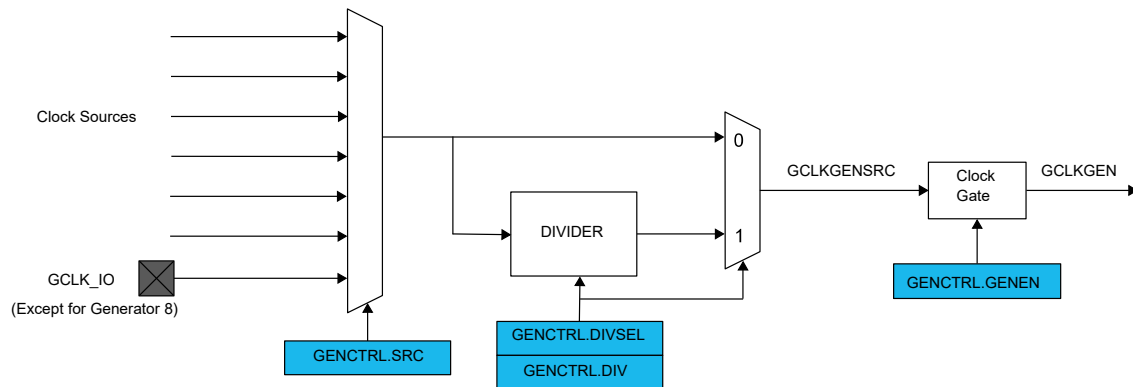 Clock Sources
GCLK_IO
(Except for Generator 8)
GENCTRL.SRC
DIVIDER
GENCTRL.DIVSEL
GENCTRL.DIV
0
1
GCLKGENSRC
Clock
Gate
GCLKGEN
GENCTRL.GENEN